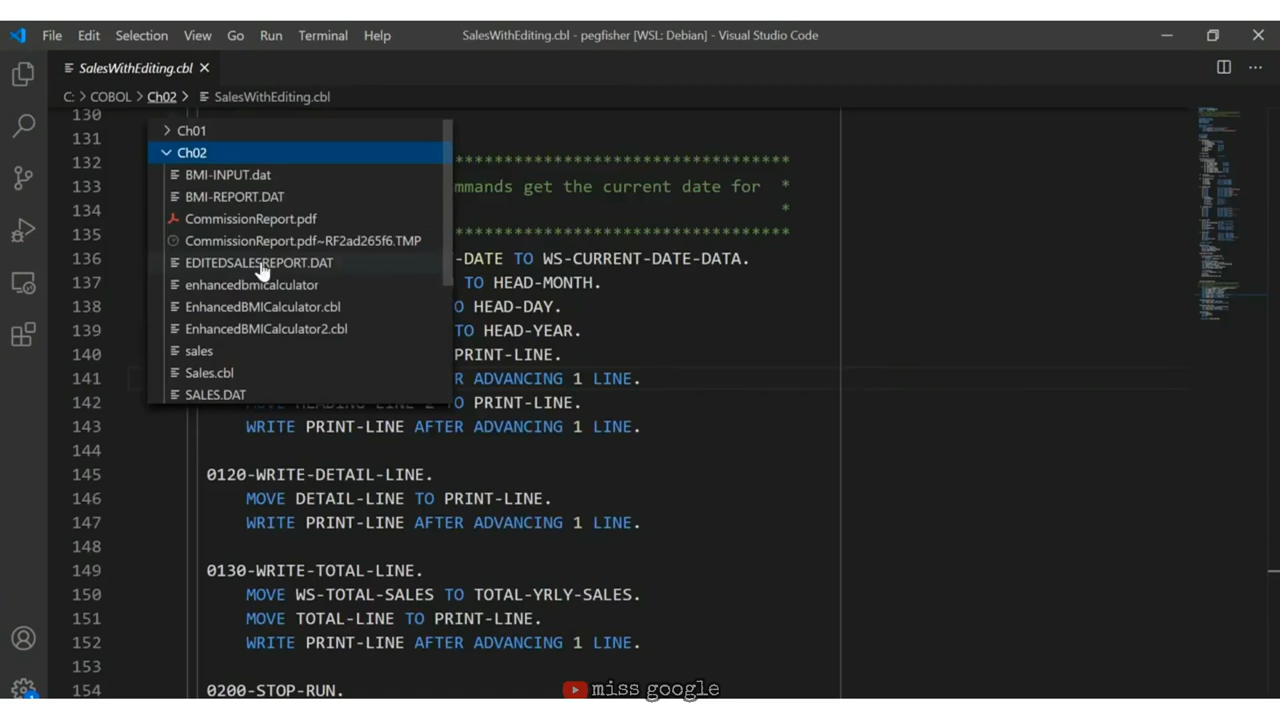 File Edit Selection View Go Run Terminal Help SalesWithEditing.cbl - pegfisher [WSL: Debian] - Visual Studio Code
SalesWithEditing.cbl
C: > COBOL > Ch02 > SalesWithEditing.cbl
Ch01
Ch02
BMI-INPUT.dat
BMI-REPORT.DAT
CommissionReport.pdf
CommissionReport.pdf~RF2ad265f6.TMP
EDITEDSALESREPORT.DAT
enhancedbmicalculator
EnhancedBMICalculator.cbl
EnhancedBMICalculator2.cbl
sales
Sales.cbl
SALES.DAT
130
131
132 **********************************
133 mmands get the current date for *
134 *
135 **********************************
136 -DATE TO WS-CURRENT-DATE-DATA.
137 TO HEAD-MONTH.
138 O HEAD-DAY.
139 TO HEAD-YEAR.
140 PRINT-LINE.
141 R ADVANCING 1 LINE.
142 MOVE HEADING-LINE-2 TO PRINT-LINE.
143 WRITE PRINT-LINE AFTER ADVANCING 1 LINE.
144
145 0120-WRITE-DETAIL-LINE.
146 MOVE DETAIL-LINE TO PRINT-LINE.
147 WRITE PRINT-LINE AFTER ADVANCING 1 LINE.
148
149 0130-WRITE-TOTAL-LINE.
150 MOVE WS-TOTAL-SALES TO TOTAL-YRLY-SALES.
151 MOVE TOTAL-LINE TO PRINT-LINE.
152 WRITE PRINT-LINE AFTER ADVANCING 1 LINE.
153
154 0200-STOP-RUN.
miss google